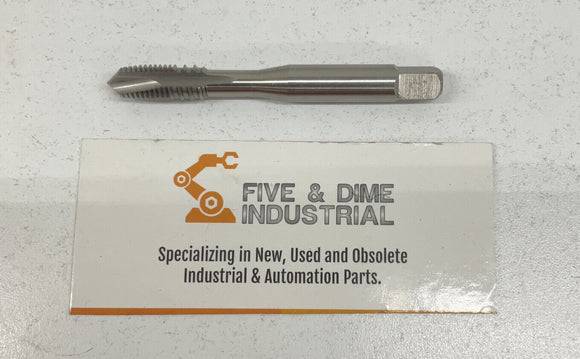 FIVE & DIME
INDUSTRIAL
Specializing in New, Used and Obsolete
Industrial & Automation Parts.